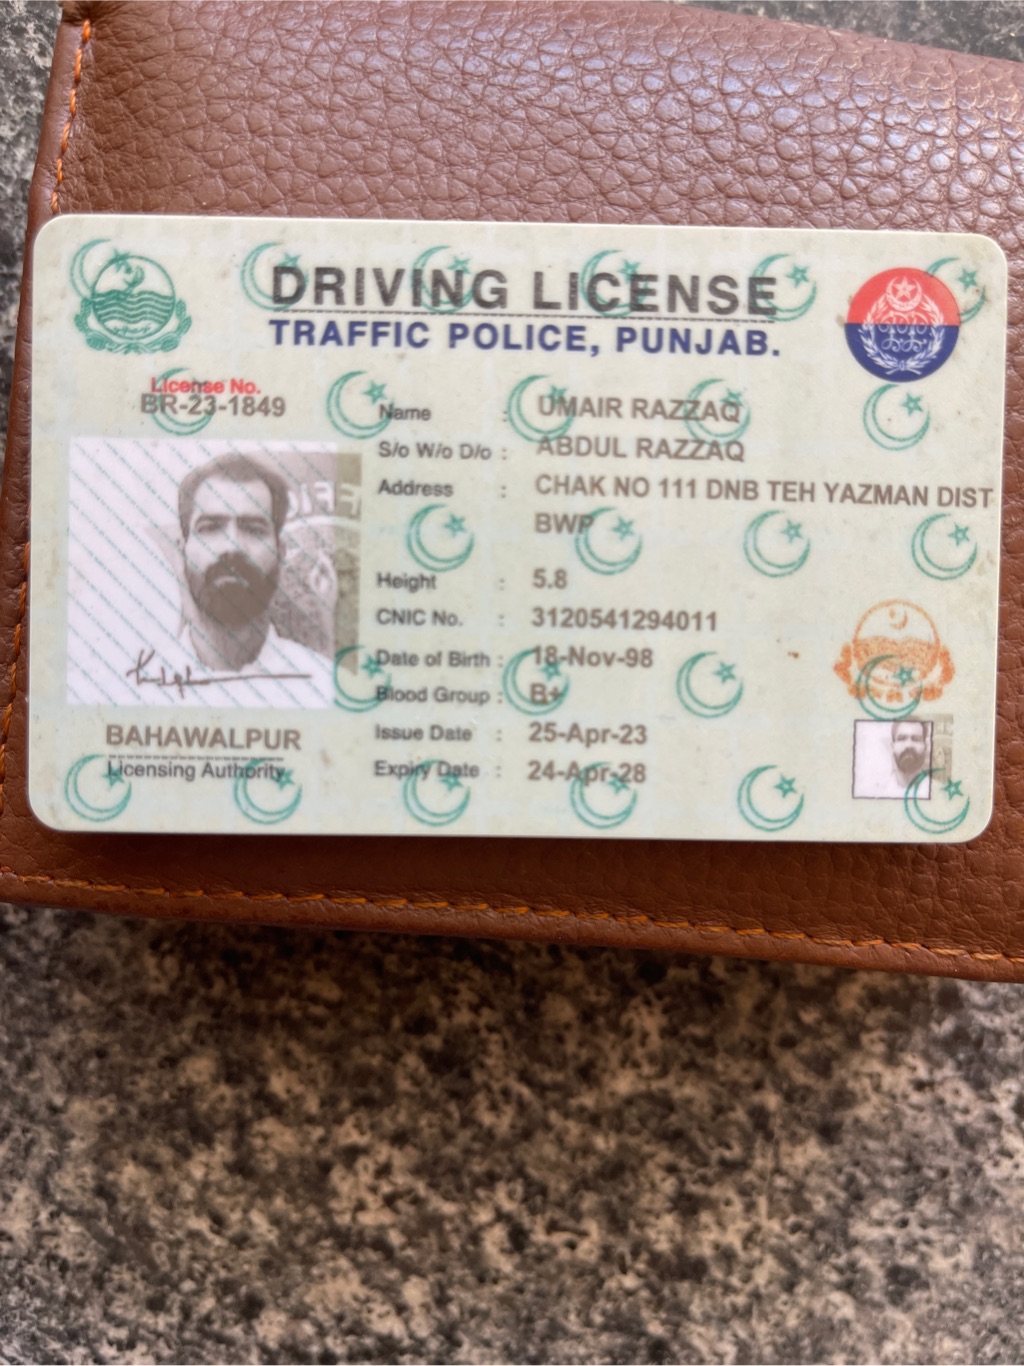 DRIVING LICENSE
TRAFFIC POLICE, PUNJAB.
License No.
BR-23-1849
Name : UMAIR RAZZAQ
S/o W/o D/o : ABDUL RAZZAQ
Address : CHAK NO 111 DNB TEH YAZMAN DIST
BWP
Height : 5.8
CNIC No. : 3120541294011
Date of Birth : 18-Nov-98
Blood Group : B+
Issue Date : 25-Apr-23
Expiry Date : 24-Apr-28
BAHAWALPUR
Licensing Authority